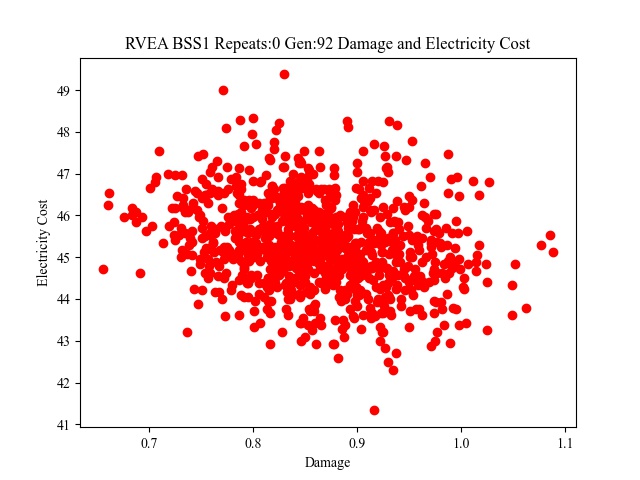 RVEA BSS1 Repeats:0 Gen:92 Damage and Electricity Cost
49
48
47
46
45
44
43
42
41
Electricity Cost
0.7 0.8 0.9 1.0 1.1
Damage